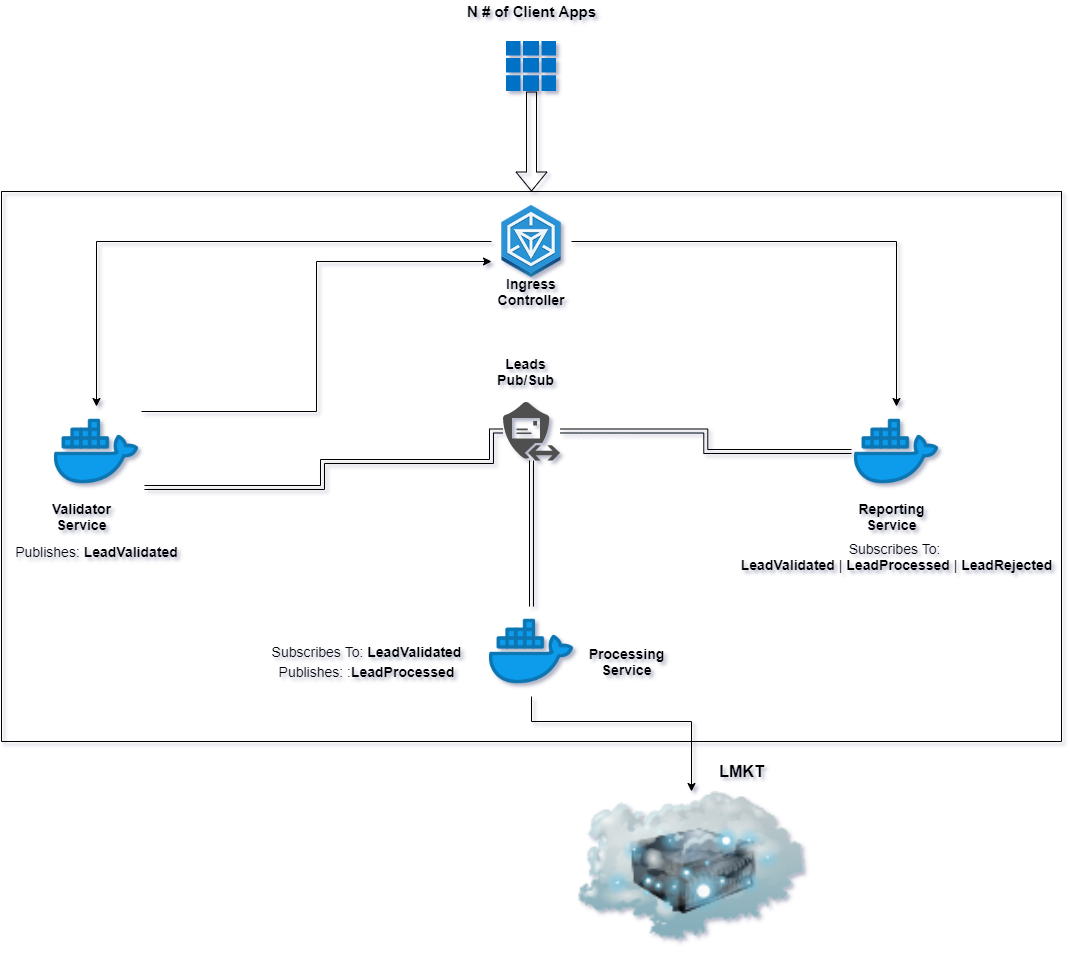 N # of Client Apps
Ingress
Controller
Leads
Pub/Sub
Validator
Service
Publishes: LeadValidated
Reporting
Service
Subscribes To:
LeadValidated | LeadProcessed | LeadRejected
Subscribes To: LeadValidated
Publishes: :LeadProcessed
Processing
Service
LMKT